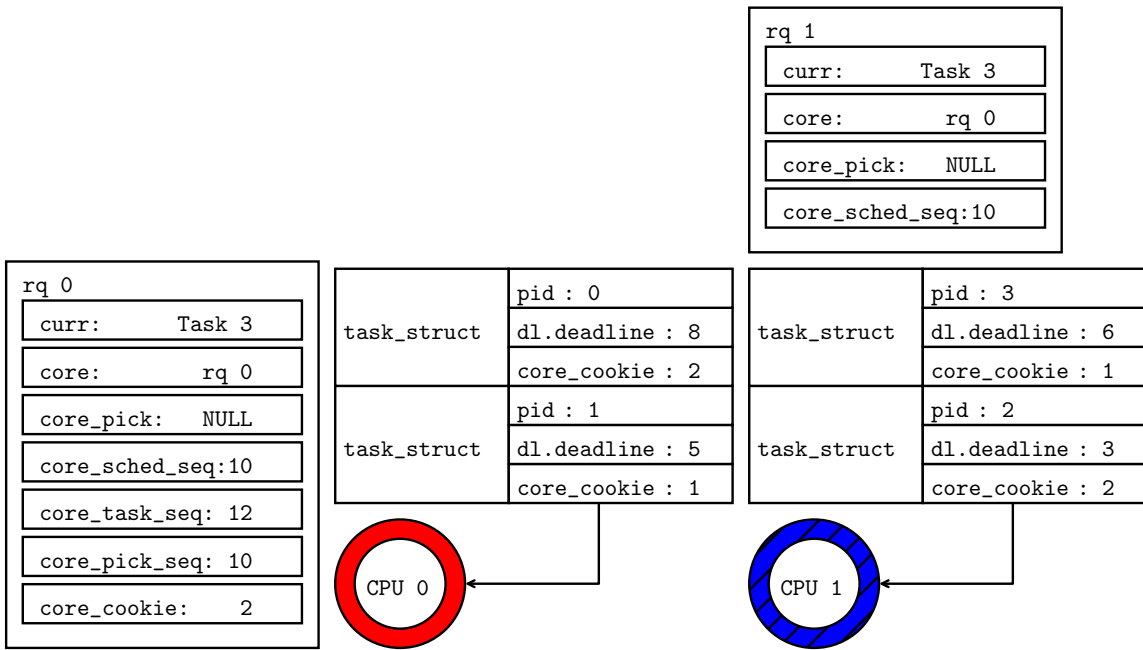 rq 1
curr: Task 3
core: rq 0
core_pick: NULL
core_sched_seq:10
rq 0
curr: Task 3
core: rq 0
core_pick: NULL
core_sched_seq:10
core_task_seq: 12
core_pick_seq: 10
core_cookie: 2
task_struct
pid : 0
dl.deadline : 8
core_cookie : 2
task_struct
pid : 1
dl.deadline : 5
core_cookie : 1
CPU 0
task_struct
pid : 3
dl.deadline : 6
core_cookie : 1
task_struct
pid : 2
dl.deadline : 3
core_cookie : 2
CPU 1